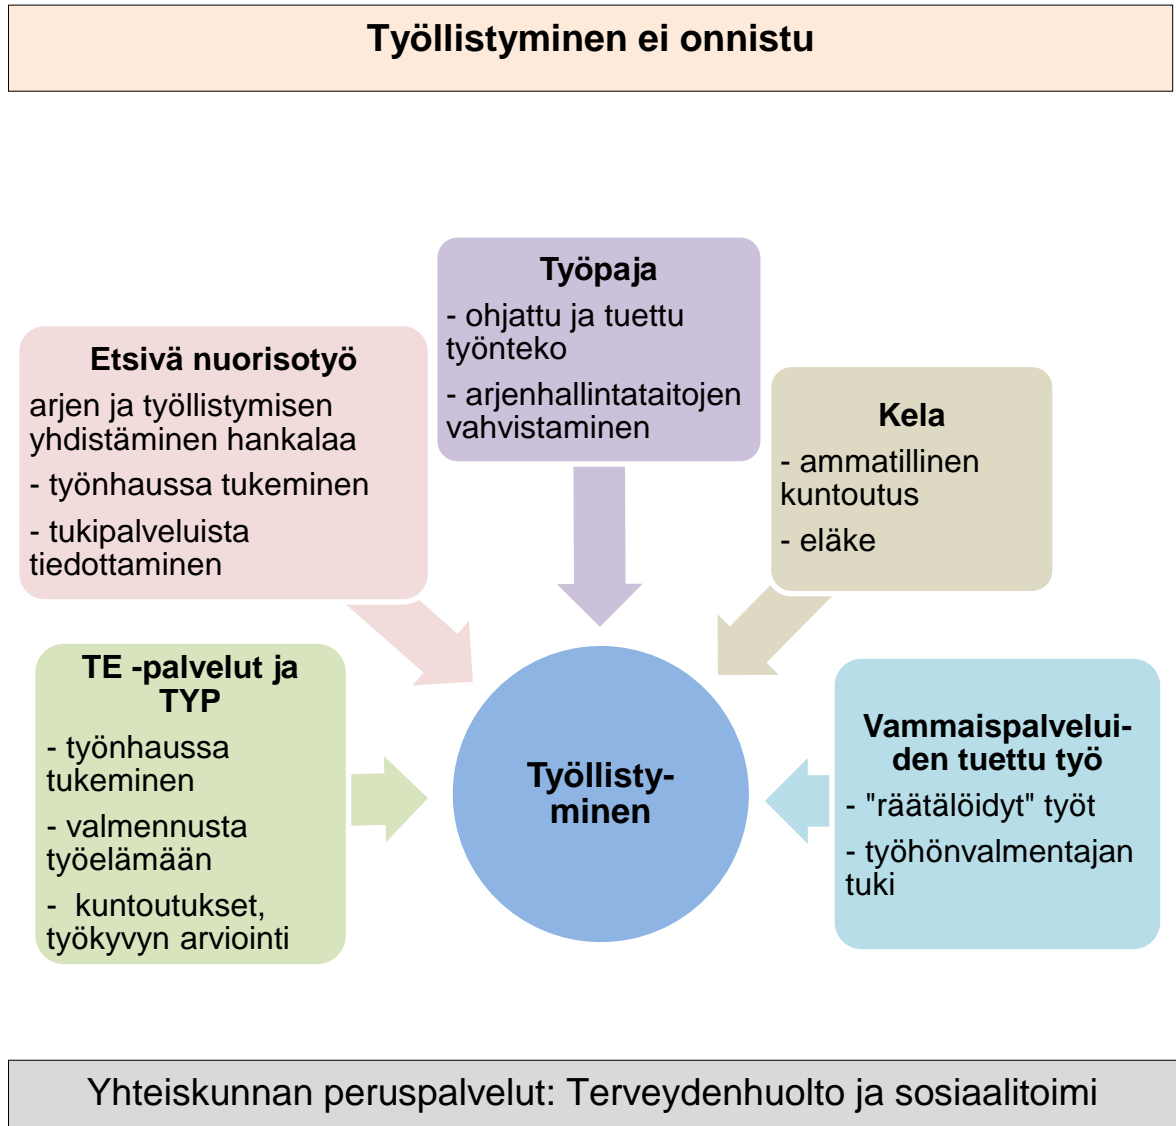 Työllistyminen ei onnistu
Työpaja
- ohjattu ja tuettu
työnteko
- arjenhallintataitojen
vahvistaminen
Etsivä nuorisotyö
arjen ja työllistymisen
yhdistäminen hankalaa
- työnhaussa tukeminen
- tukipalveluista
tiedottaminen
Kela
- ammatillinen
kuntoutus
- eläke
TE -palvelut ja
TYP
- työnhaussa
tukeminen
- valmennusta
työelämään
- kuntoutukset,
työkyvyn arviointi
Työllisty-
minen
Vammaispalvelui-
den tuettu työ
- "räätälöidyt" työt
- työhönvalmentajan
tuki
Yhteiskunnan peruspalvelut: Terveydenhuolto ja sosiaalitoimi